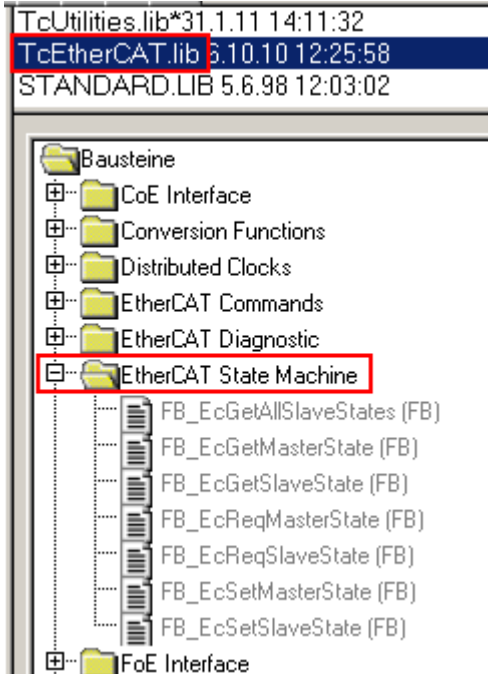 TcUtilities.lib*31.1.11 14:11:32
TcEtherCAT.lib 6.10.10 12:25:58
STANDARD.LIB 5.6.98 12:03:02
Bausteine
CoE Interface
Conversion Functions
Distributed Clocks
EtherCAT Commands
EtherCAT Diagnostic
EtherCAT State Machine
FB_EcGetAllSlaveStates (FB)
FB_EcGetMasterState (FB)
FB_EcGetSlaveState (FB)
FB_EcReqMasterState (FB)
FB_EcReqSlaveState (FB)
FB_EcSetMasterState (FB)
FB_EcSetSlaveState (FB)
FoE Interface